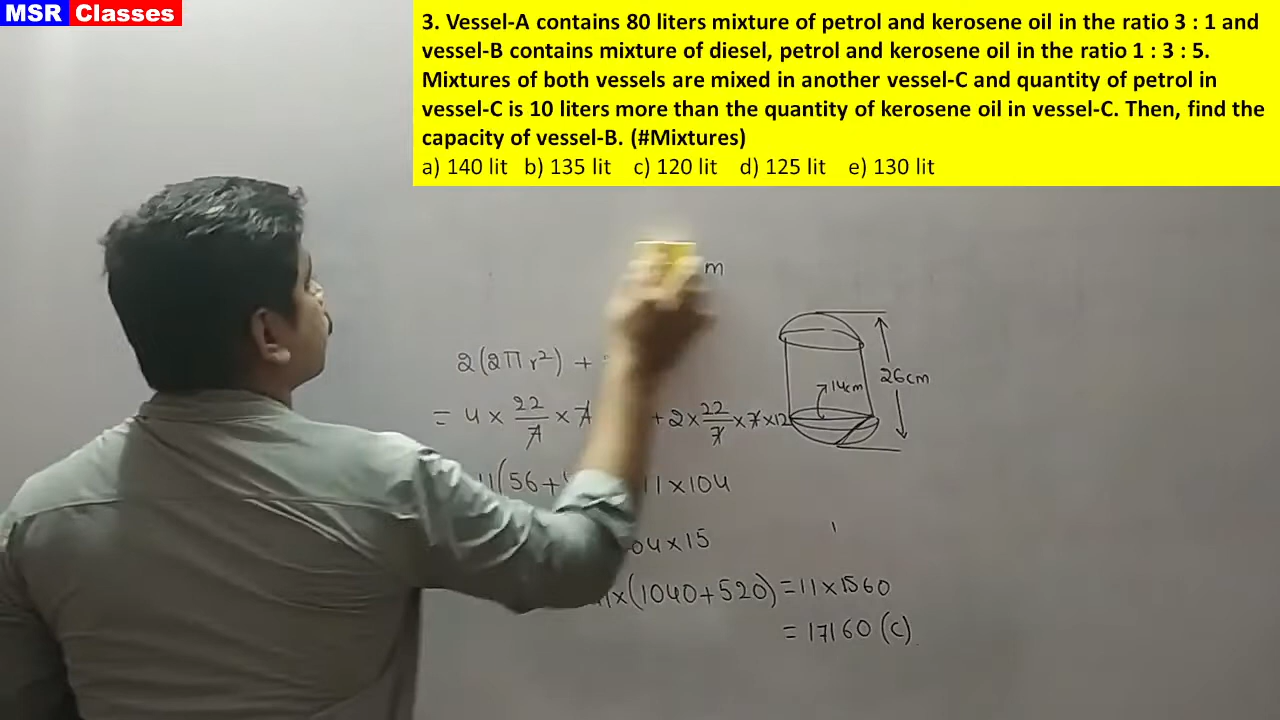 MSR Classes
3. Vessel-A contains 80 liters mixture of petrol and kerosene oil in the ratio 3 : 1 and
vessel-B contains mixture of diesel, petrol and kerosene oil in the ratio 1 : 3 : 5.
Mixtures of both vessels are mixed in another vessel-C and quantity of petrol in
vessel-C is 10 liters more than the quantity of kerosene oil in vessel-C. Then, find the
capacity of vessel-B. (#Mixtures)
a) 140 lit b) 135 lit c) 120 lit d) 125 lit e) 130 lit
m
2(2πr²) +
= 4 × 22/7 × 7 + 2 × 22/7 × 7 × 12
14cm
26cm
11(56+ 11×104
04×15
11×(1040+520) = 11×1560
= 17160 (C)